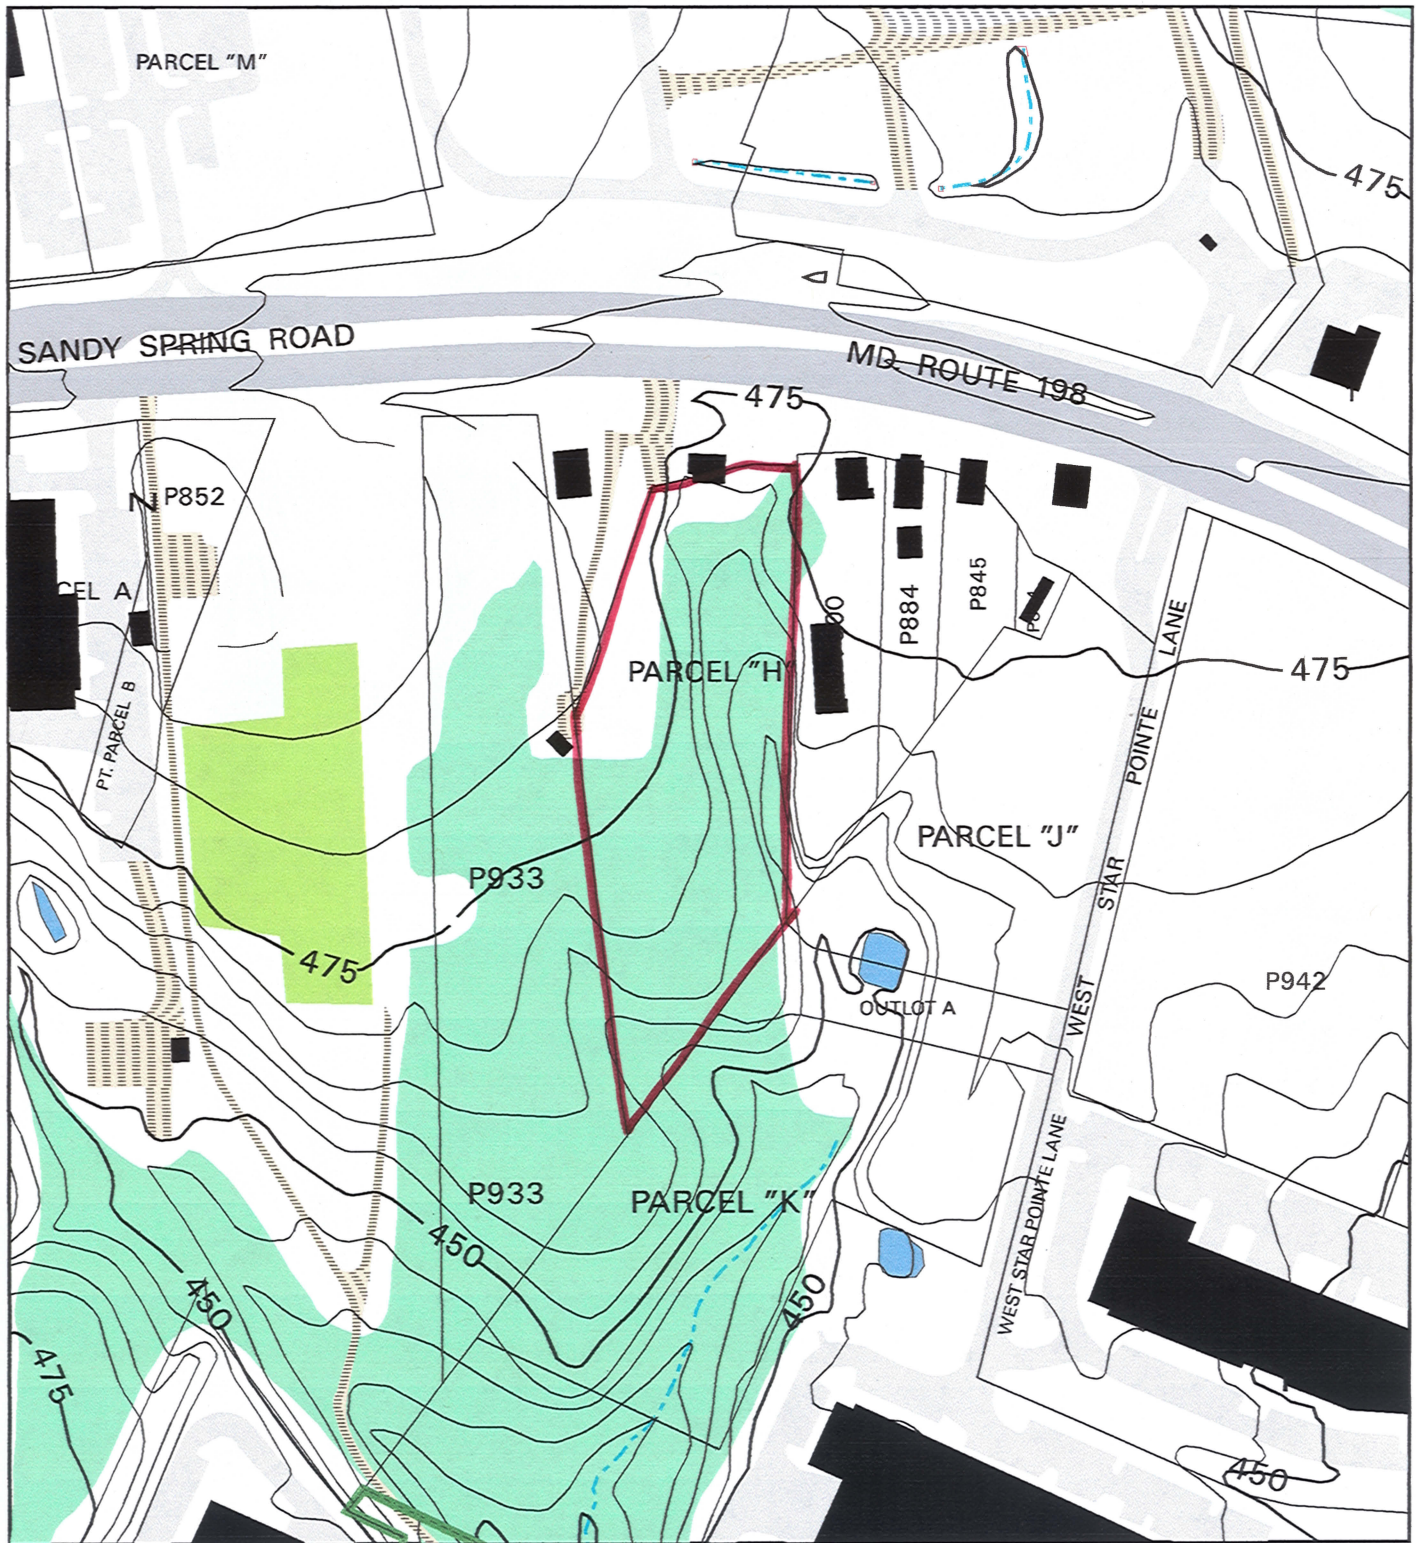 PARCEL "M"
475
SANDY SPRING ROAD
MD. ROUTE 198
475
P852
CEL A
P884
P845
PARCEL "H"
475
PT. PARCEL B
WEST STAR POINTE LANE
PARCEL "J"
P933
475
P942
OUTLOT A
P933
PARCEL "K"
450
450
450
WEST STAR POINTE LANE
475
450